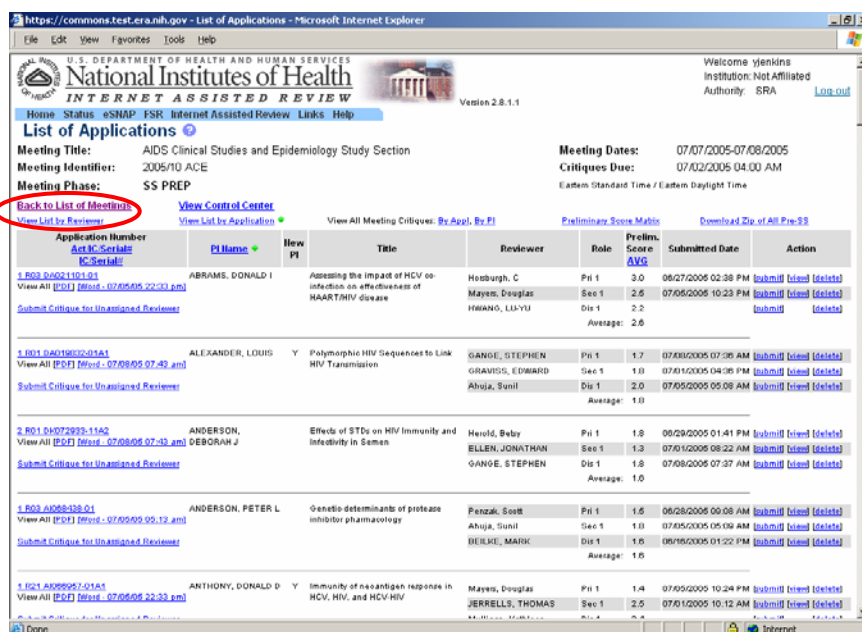 https://commons.test.era.nih.gov - List of Applications - Microsoft Internet Explorer
File Edit View Favorites Tools Help
U.S. DEPARTMENT OF HEALTH AND HUMAN SERVICES
National Institutes of Health
INTERNET ASSISTED REVIEW
Version 2.8.1.1
Welcome yjenkins
Institution: Not Affiliated
Authority: SRA Log-out
Home Status eSNAP FSR Internet Assisted Review Links Help
List of Applications ?
Meeting Title: AIDS Clinical Studies and Epidemiology Study Section Meeting Dates: 07/07/2005-07/08/2005
Meeting Identifier: 2005/10 ACE Critiques Due: 07/02/2005 04:00 AM
Meeting Phase: SS PREP Eastern Standard Time / Eastern Daylight Time
Back to List of Meetings View Control Center
View List by Reviewer View List by Application View All Meeting Critiques: By Appl, By PI Preliminary Score Matrix Download Zip of All Pre-SS
Application Number
Act IC/Serial#
IC/Serial# PI Name New PI Title Reviewer Role Prelim. Score AVG Submitted Date Action
1 R03 DA021101-01 ABRAMS, DONALD I Assessing the impact of HCV co- Horsburgh, C Pri 1 3.0 06/27/2005 02:38 PM [submit] [view] [delete]
View All [PDF] [Word - 07/05/05 22:33 pm] infection on effectiveness of Mayers, Douglas Sec 1 2.6 07/05/2005 10:23 PM [submit] [view] [delete]
HAART/HIV disease HWANG, LU-YU Dis 1 2.2 [submit] [delete]
Submit Critique for Unassigned Reviewer
Average: 2.6
1 R01 DA019032-01A1 ALEXANDER, LOUIS Y Polymorphic HIV Sequences to Link GANGE, STEPHEN Pri 1 1.7 07/08/2005 07:36 AM [submit] [view] [delete]
View All [PDF] [Word - 07/08/05 07:43 am] HIV Transmission GRAVISS, EDWARD Sec 1 1.8 07/01/2005 04:36 PM [submit] [view] [delete]
Submit Critique for Unassigned Reviewer Ahuja, Sunil Dis 1 2.0 07/05/2005 05:08 AM [submit] [view] [delete]
Average: 1.8
2 R01 DK072933-11A2 ANDERSON, Effects of STDs on HIV Immunity and Herold, Betsy Pri 1 1.8 06/29/2005 01:41 PM [submit] [view] [delete]
View All [PDF] [Word - 07/08/05 07:43 am] DEBORAH J Infectivity in Semen ELLEN, JONATHAN Sec 1 1.3 07/01/2005 08:22 AM [submit] [view] [delete]
Submit Critique for Unassigned Reviewer GANGE, STEPHEN Dis 1 1.8 07/08/2005 07:37 AM [submit] [view] [delete]
Average: 1.6
1 R03 AI068438-01 ANDERSON, PETER L Genetic determinants of protease Penzak, Scott Pri 1 1.5 06/28/2005 09:08 AM [submit] [view] [delete]
View All [PDF] [Word - 07/05/05 05:13 am] inhibitor pharmacology Ahuja, Sunil Sec 1 1.8 07/05/2005 05:09 AM [submit] [view] [delete]
Submit Critique for Unassigned Reviewer BEILKE, MARK Dis 1 1.6 06/16/2005 01:22 PM [submit] [view] [delete]
Average: 1.6
1 R21 AI066957-01A1 ANTHONY, DONALD D Y Immunity of neoantigen response in Mayers, Douglas Pri 1 1.4 07/05/2005 10:24 PM [submit] [view] [delete]
View All [PDF] [Word - 07/05/05 22:33 pm] HCV, HIV, and HCV-HIV JERRELLS, THOMAS Sec 1 2.5 07/01/2005 10:12 AM [submit] [view] [delete]
Done Internet